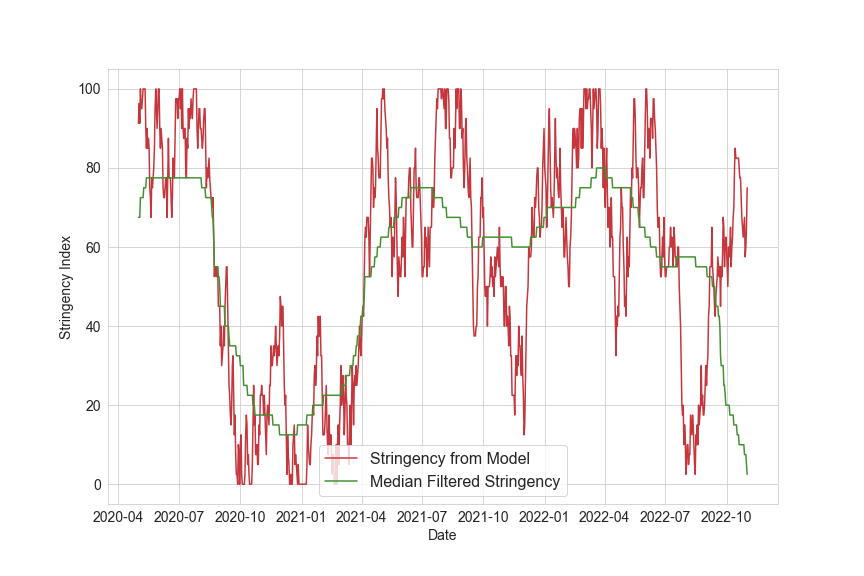 100
80
60
40
20
0
Stringency Index
Stringency from Model
Median Filtered Stringency
2020-04 2020-07 2020-10 2021-01 2021-04 2021-07 2021-10 2022-01 2022-04 2022-07 2022-10
Date